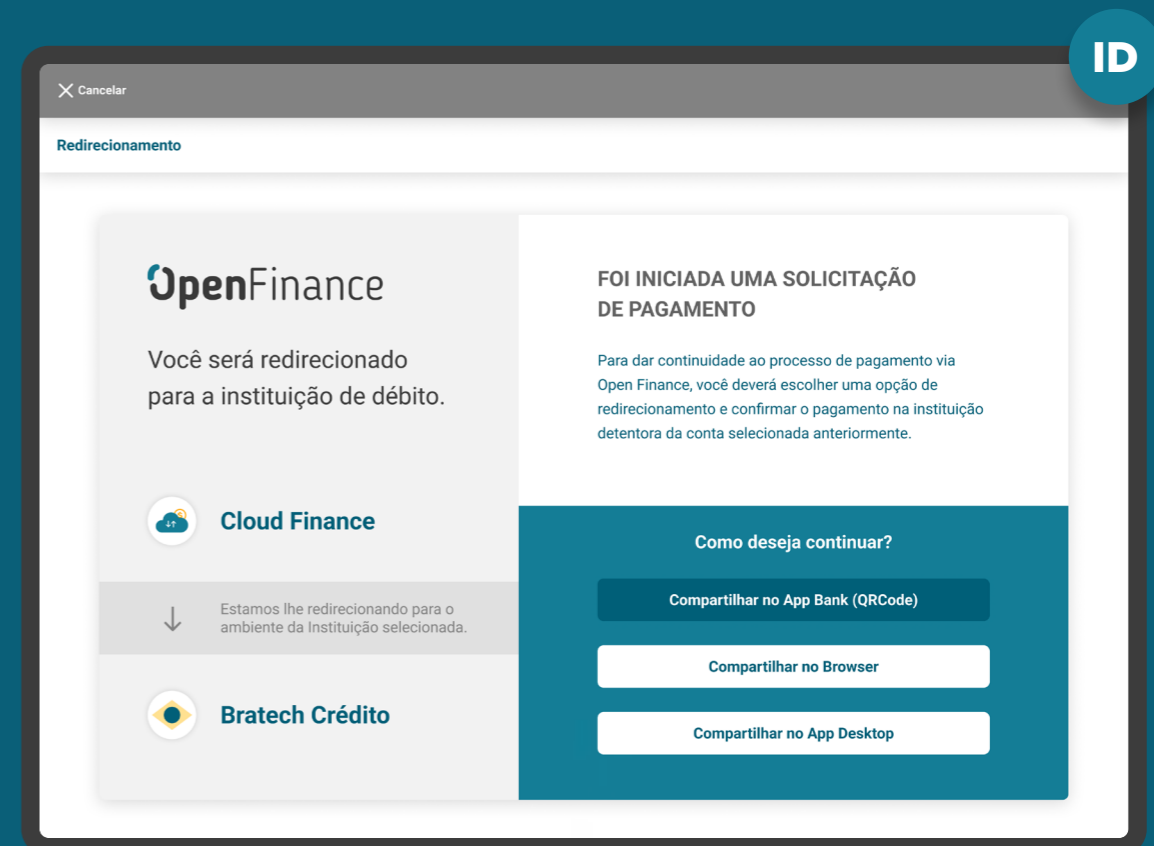 ID
Cancelar
Redirecionamento
OpenFinance
Você será redirecionado
para a instituição de débito.
Cloud Finance
Estamos lhe redirecionando para o
ambiente da Instituição selecionada.
Bratech Crédito
FOI INICIADA UMA SOLICITAÇÃO
DE PAGAMENTO
Para dar continuidade ao processo de pagamento via
Open Finance, você deverá escolher uma opção de
redirecionamento e confirmar o pagamento na instituição
detentora da conta selecionada anteriormente.
Como deseja continuar?
Compartilhar no App Bank (QRCode)
Compartilhar no Browser
Compartilhar no App Desktop